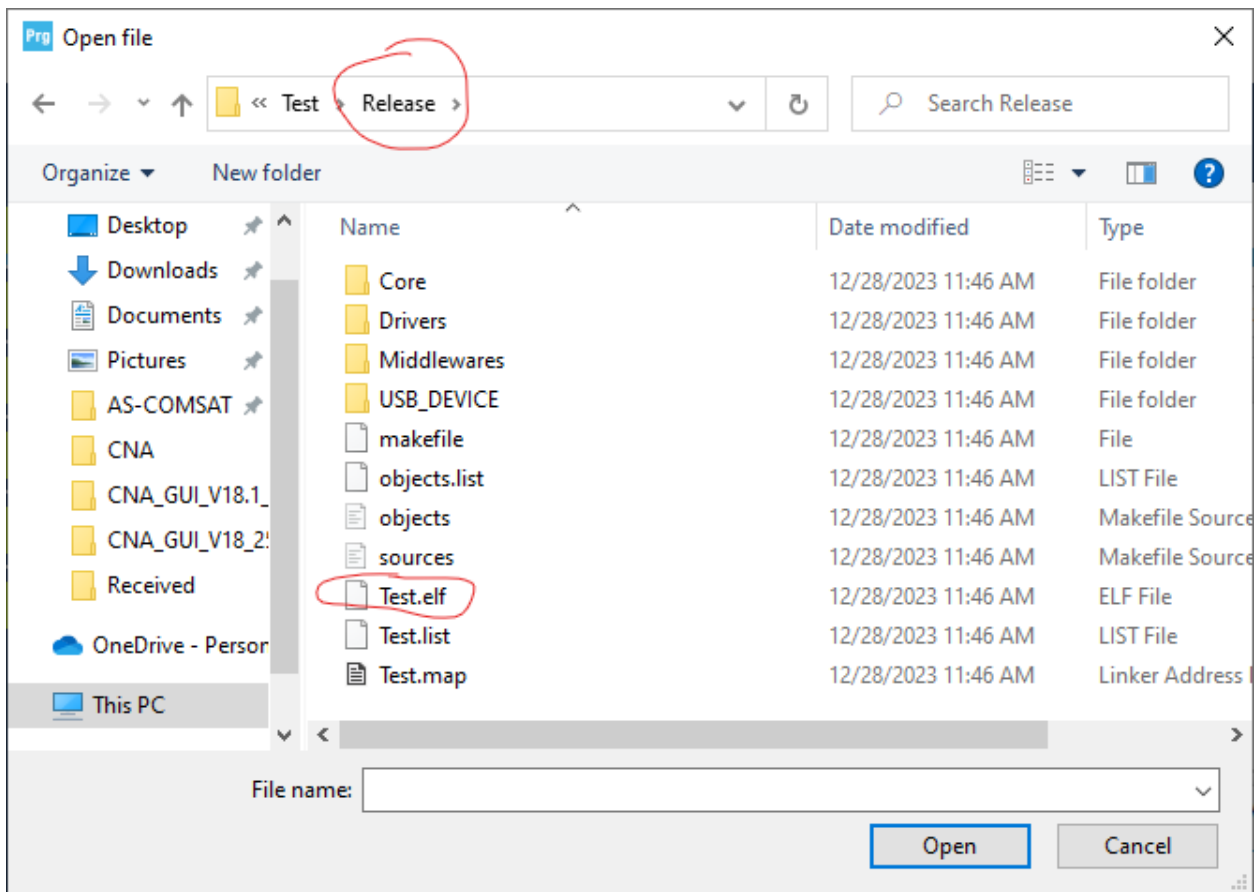 Prg Open file
« Test › Release ›
Search Release
Organize
New folder
?
Desktop
Downloads
Documents
Pictures
AS-COMSAT
CNA
CNA_GUI_V18.1_
CNA_GUI_V18_2
Received
OneDrive - Person
This PC
Name Date modified Type
Core 12/28/2023 11:46 AM File folder
Drivers 12/28/2023 11:46 AM File folder
Middlewares 12/28/2023 11:46 AM File folder
USB_DEVICE 12/28/2023 11:46 AM File folder
makefile 12/28/2023 11:46 AM File
objects.list 12/28/2023 11:46 AM LIST File
objects 12/28/2023 11:46 AM Makefile Source
sources 12/28/2023 11:46 AM Makefile Source
Test.elf 12/28/2023 11:46 AM ELF File
Test.list 12/28/2023 11:46 AM LIST File
Test.map 12/28/2023 11:46 AM Linker Address
File name:
Open
Cancel